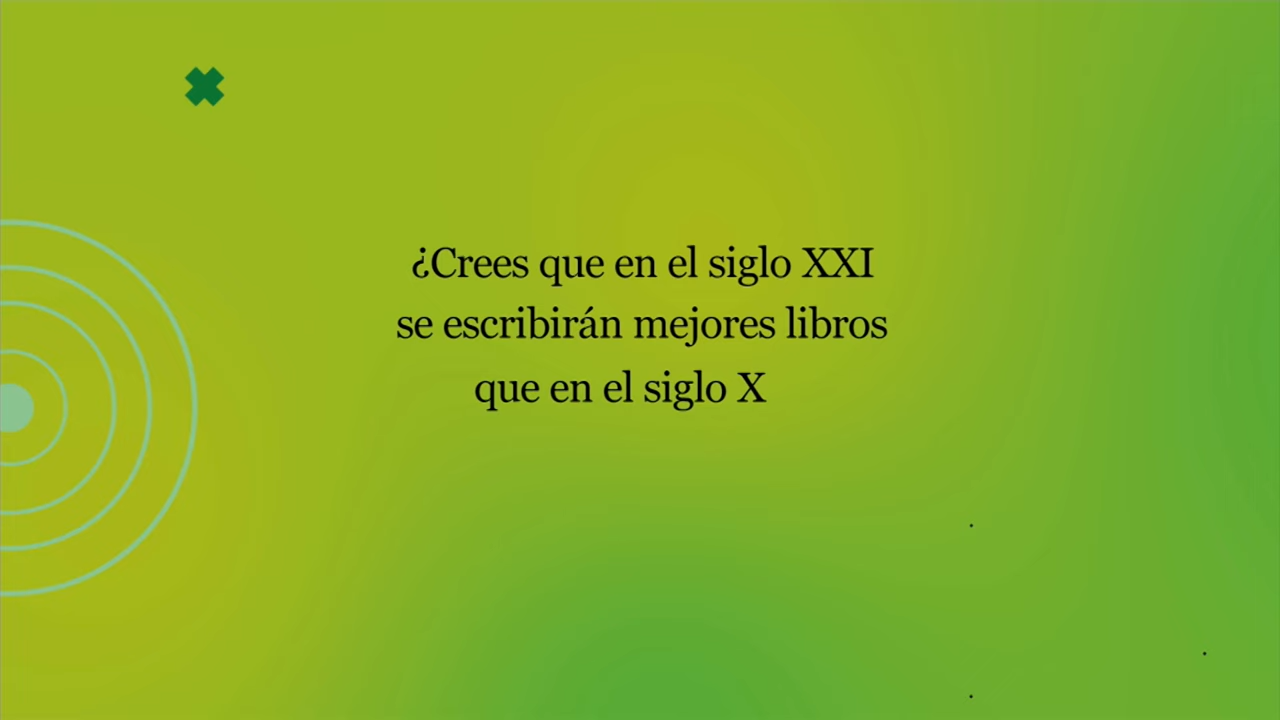 ¿Crees que en el siglo XXI
se escribirán mejores libros
que en el siglo X